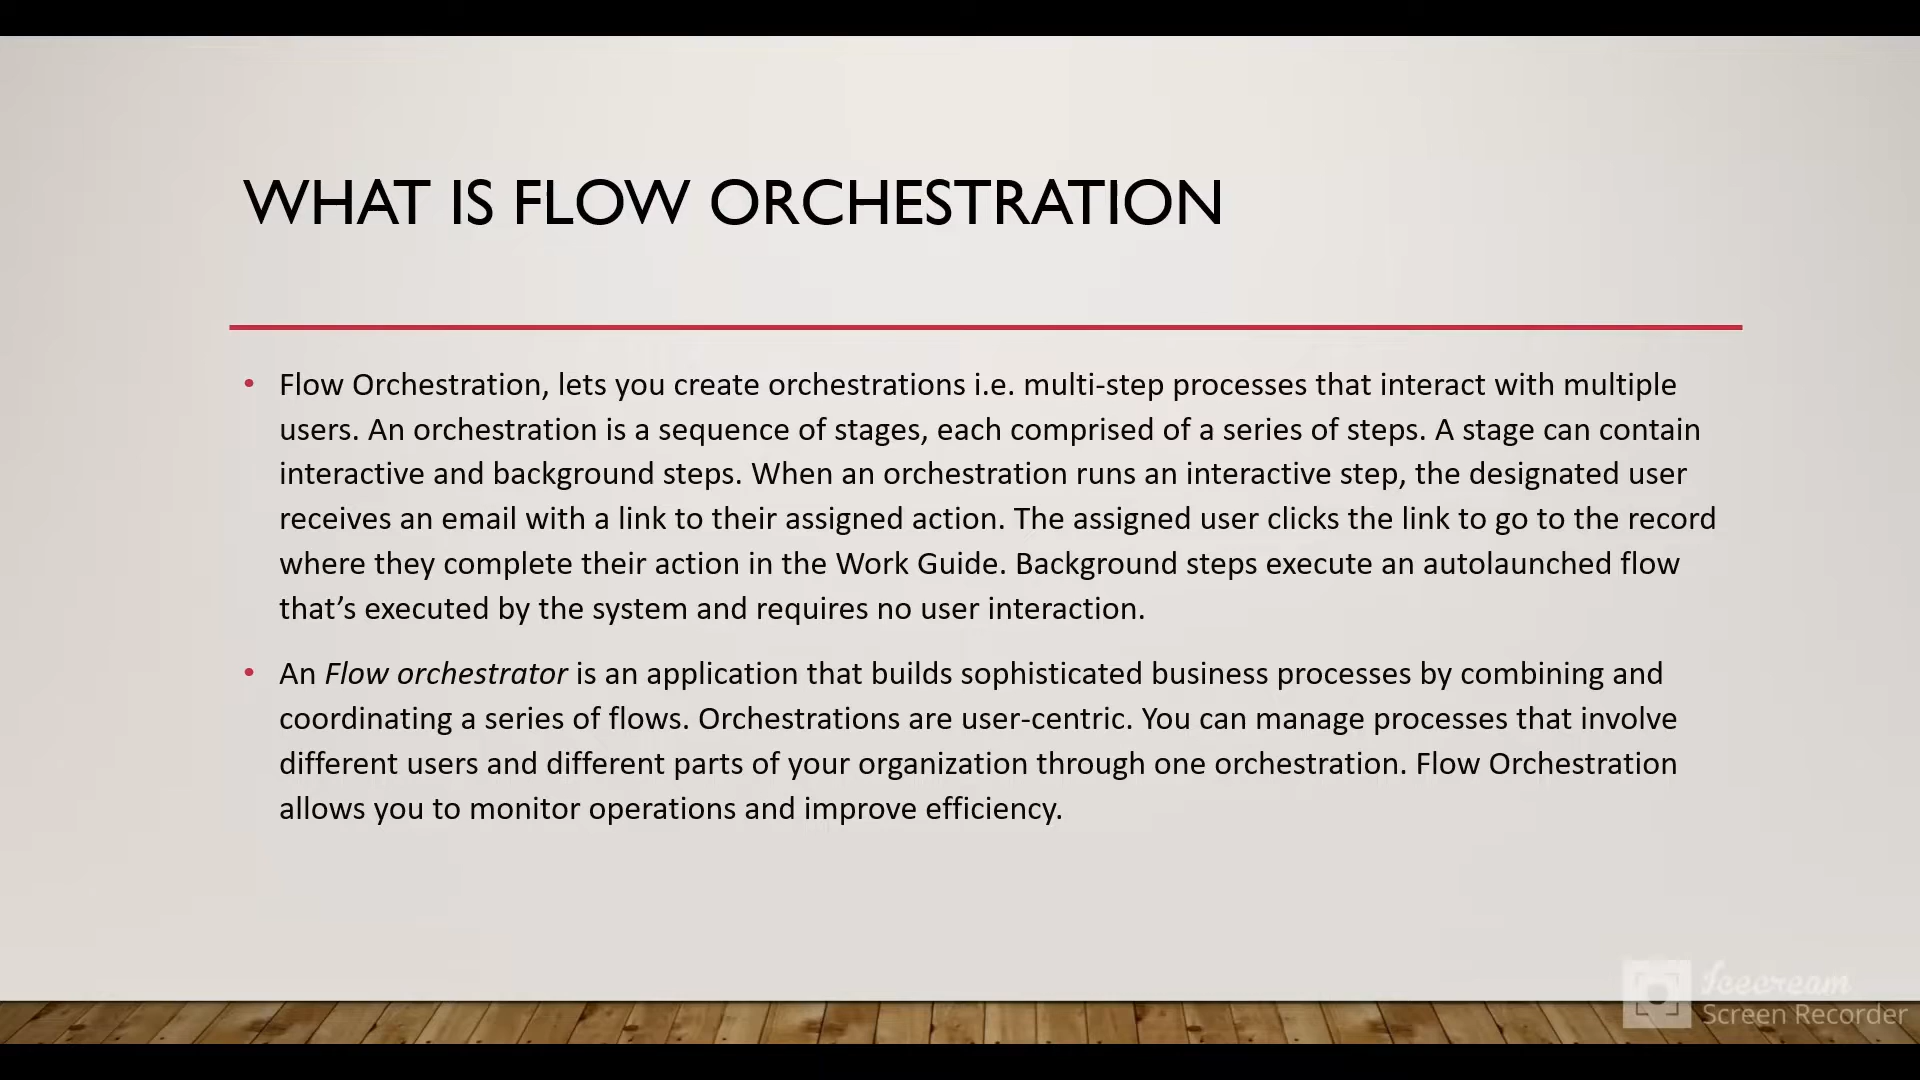 WHAT IS FLOW ORCHESTRATION
• Flow Orchestration, lets you create orchestrations i.e. multi-step processes that interact with multiple
users. An orchestration is a sequence of stages, each comprised of a series of steps. A stage can contain
interactive and background steps. When an orchestration runs an interactive step, the designated user
receives an email with a link to their assigned action. The assigned user clicks the link to go to the record
where they complete their action in the Work Guide. Background steps execute an autolaunched flow
that’s executed by the system and requires no user interaction.
• An Flow orchestrator is an application that builds sophisticated business processes by combining and
coordinating a series of flows. Orchestrations are user-centric. You can manage processes that involve
different users and different parts of your organization through one orchestration. Flow Orchestration
allows you to monitor operations and improve efficiency.
Icecream
Screen Recorder